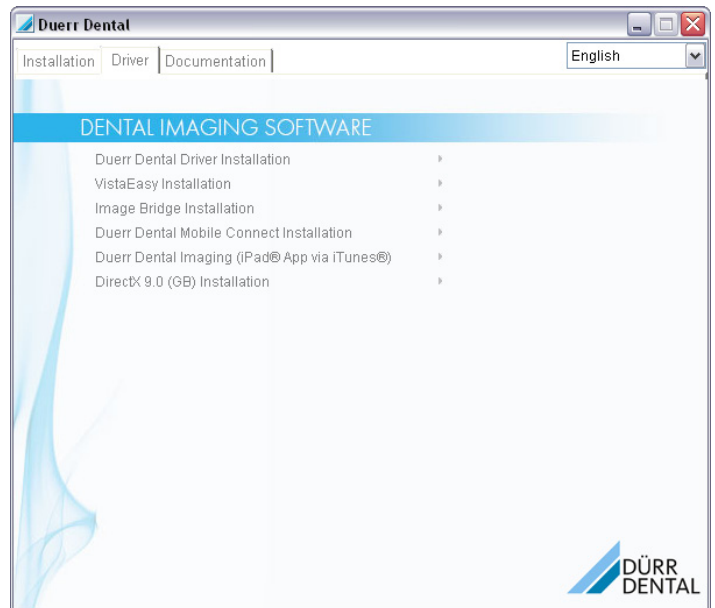 Duerr Dental
Installation Driver Documentation English
DENTAL IMAGING SOFTWARE
Duerr Dental Driver Installation
VistaEasy Installation
Image Bridge Installation
Duerr Dental Mobile Connect Installation
Duerr Dental Imaging (iPad® App via iTunes®)
DirectX 9.0 (GB) Installation
DÜRR
DENTAL